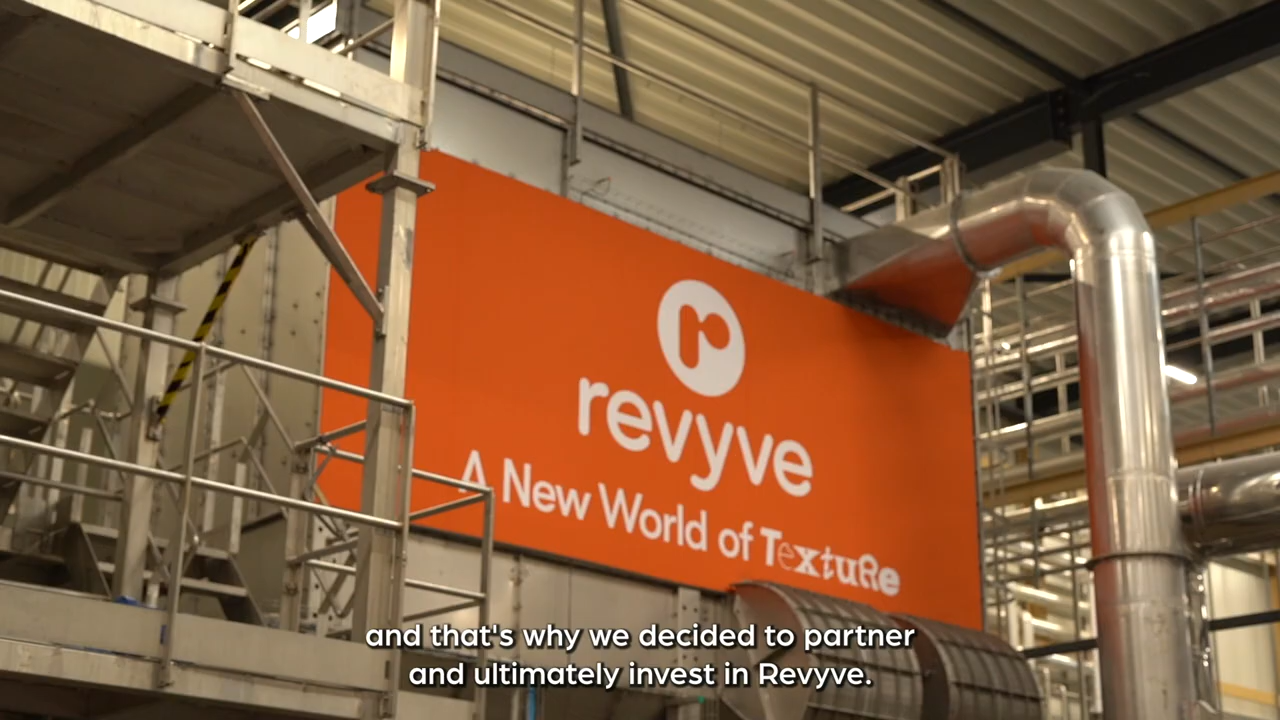 r
revyve
A New World of TextuRe
and that's why we decided to partner
and ultimately invest in Revyve.